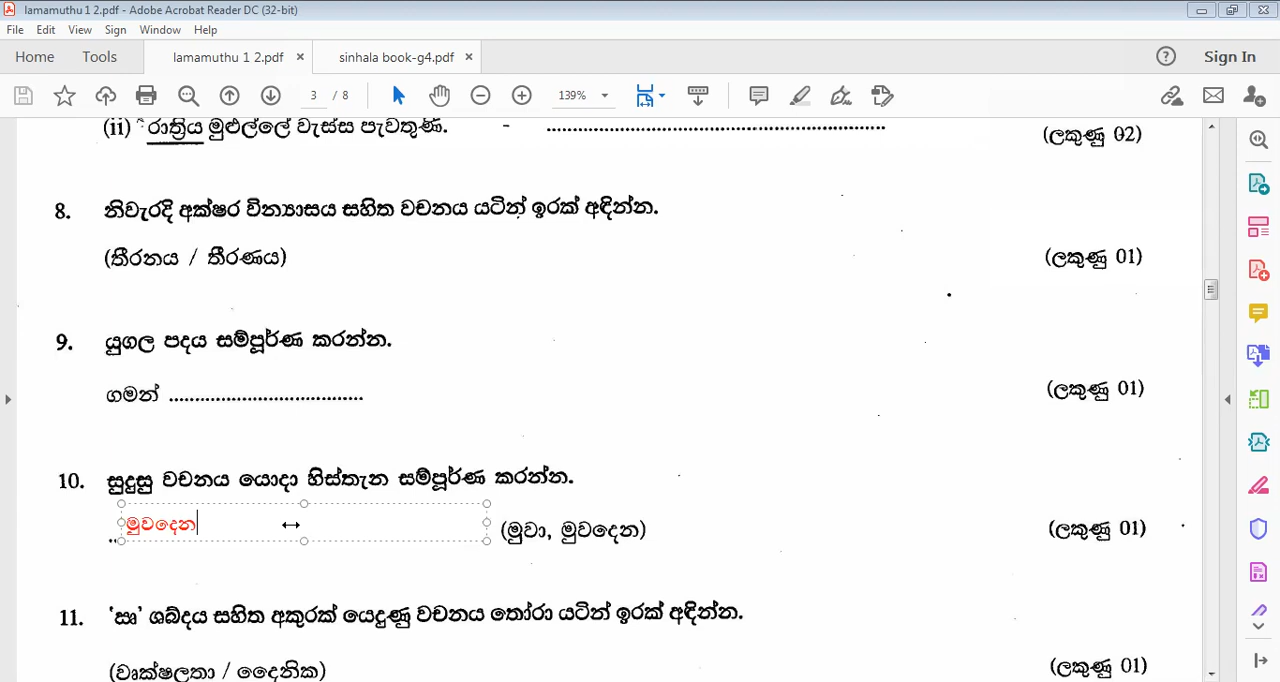 lamamuthu 1 2.pdf - Adobe Acrobat Reader DC (32-bit)
File Edit View Sign Window Help
Home Tools lamamuthu 1 2.pdf × sinhala book-g4.pdf × Sign In
3 / 8 139%
(ii) රාත්‍රිය මුළුල්ලේ වැස්ස පැවතුණි. - ................................................................ (ලකුණු 02)
8. නිවැරදි අක්ෂර වින්‍යාසය සහිත වචනය යටින් ඉරක් අඳින්න.
(තීරනය / තීරණය) (ලකුණු 01)
9. යුගල පදය සම්පූර්ණ කරන්න.
ගමන් ..................................... (ලකුණු 01)
10. සුදුසු වචනය යොදා හිස්තැන සම්පූර්ණ කරන්න.
..මුවදෙන (මුවා, මුවදෙන) (ලකුණු 01)
11. ‘ඍ’ ශබ්දය සහිත අකුරක් යෙදුණු වචනය තෝරා යටින් ඉරක් අඳින්න.
(වෘක්ෂලතා / දෛනික) (ලකුණු 01)